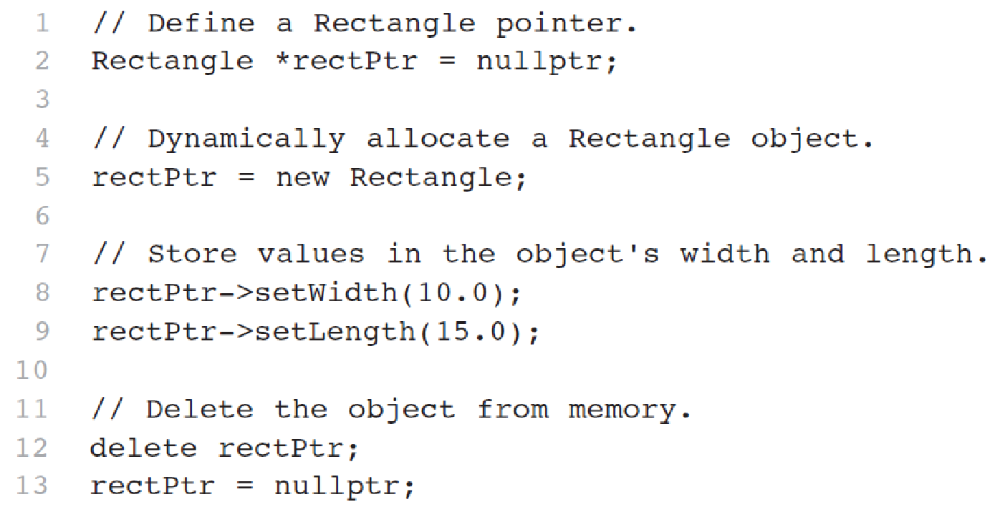 1 // Define a Rectangle pointer.
2 Rectangle *rectPtr = nullptr;
3
4 // Dynamically allocate a Rectangle object.
5 rectPtr = new Rectangle;
6
7 // Store values in the object's width and length.
8 rectPtr->setWidth(10.0);
9 rectPtr->setLength(15.0);
10
11 // Delete the object from memory.
12 delete rectPtr;
13 rectPtr = nullptr;